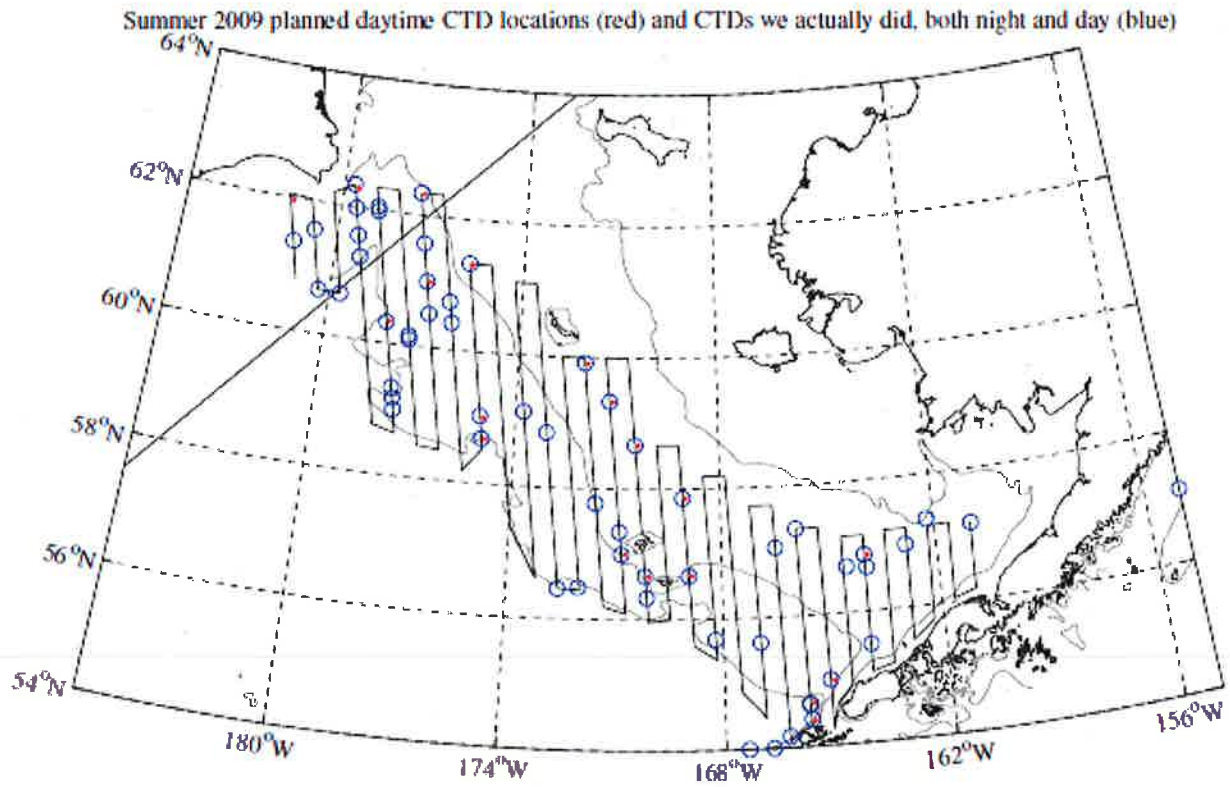 Summer 2009 planned daytime CTD locations (red) and CTDs we actually did, both night and day (blue)
64°N
62°N
60°N
58°N
56°N
54°N
180°W
174°W
168°W
162°W
156°W